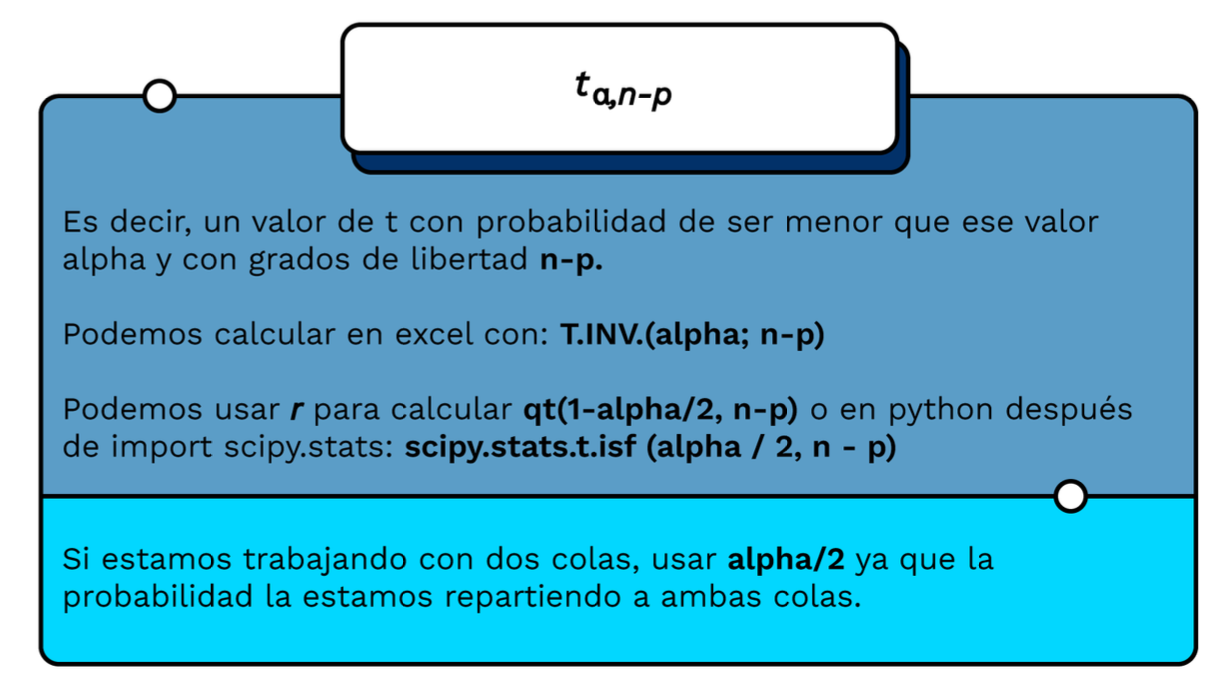 t α,n-p
Es decir, un valor de t con probabilidad de ser menor que ese valor
alpha y con grados de libertad n-p.
Podemos calcular en excel con: T.INV.(alpha; n-p)
Podemos usar r para calcular qt(1-alpha/2, n-p) o en python después
de import scipy.stats: scipy.stats.t.isf (alpha / 2, n - p)
Si estamos trabajando con dos colas, usar alpha/2 ya que la
probabilidad la estamos repartiendo a ambas colas.